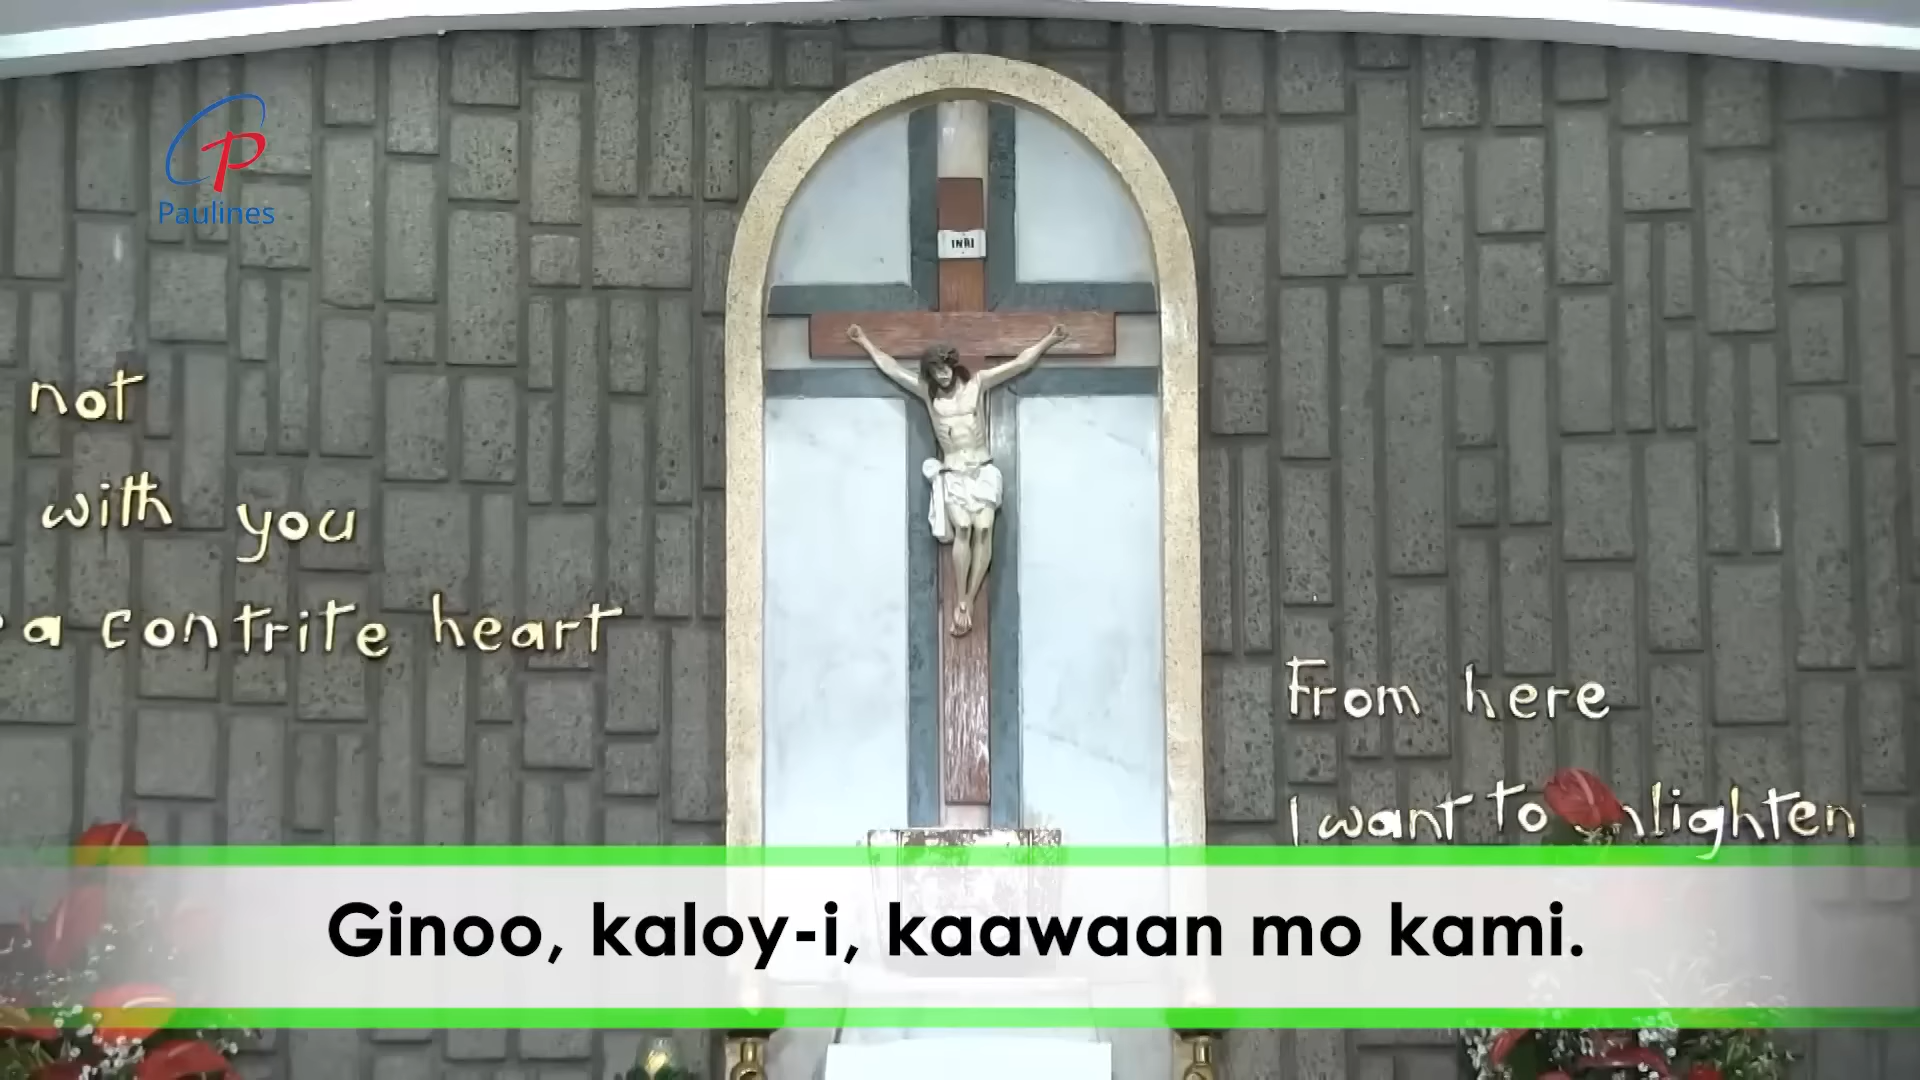 Paulines
INRI
not
with you
a contrite heart
From here
I want to
Ginoo, kaloy-i, kaawaan mo kami.